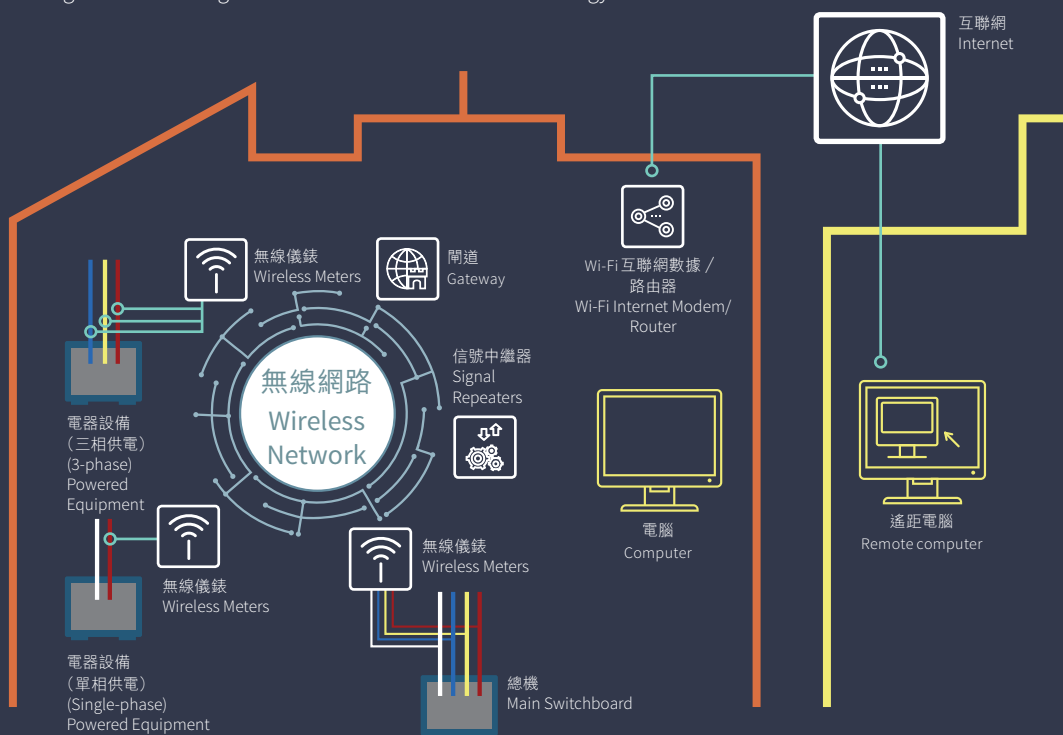 互聯網
Internet
無線儀錶
Wireless Meters
閘道
Gateway
Wi-Fi 互聯網數據 /
路由器
Wi-Fi Internet Modem/
Router
無線網路
Wireless
Network
信號中繼器
Signal
Repeaters
電器設備
（三相供電）
(3-phase)
Powered
Equipment
電腦
Computer
遙距電腦
Remote computer
無線儀錶
Wireless Meters
無線儀錶
Wireless Meters
電器設備
（單相供電）
(Single-phase)
Powered Equipment
總機
Main Switchboard